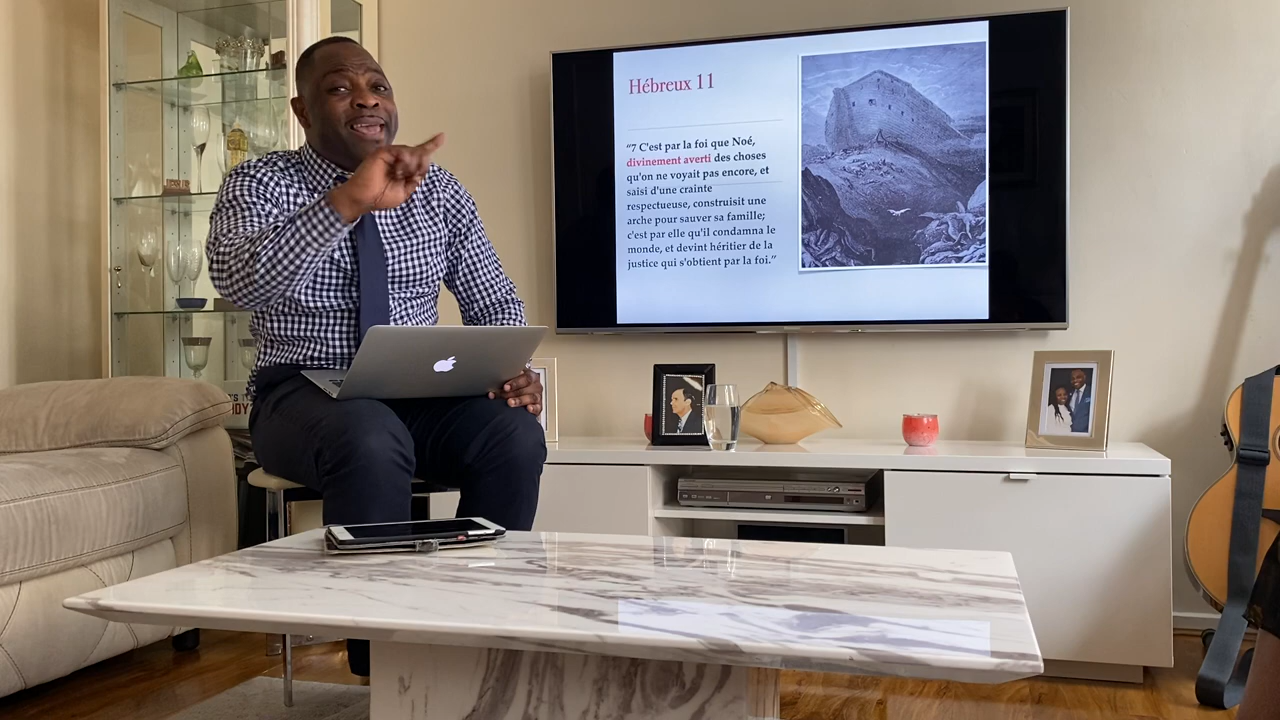 Hébreux 11
“7 C'est par la foi que Noé,
divinement averti des choses
qu'on ne voyait pas encore, et
saisi d'une crainte
respectueuse, construisit une
arche pour sauver sa famille;
c'est par elle qu'il condamna le
monde, et devint héritier de la
justice qui s'obtient par la foi.”